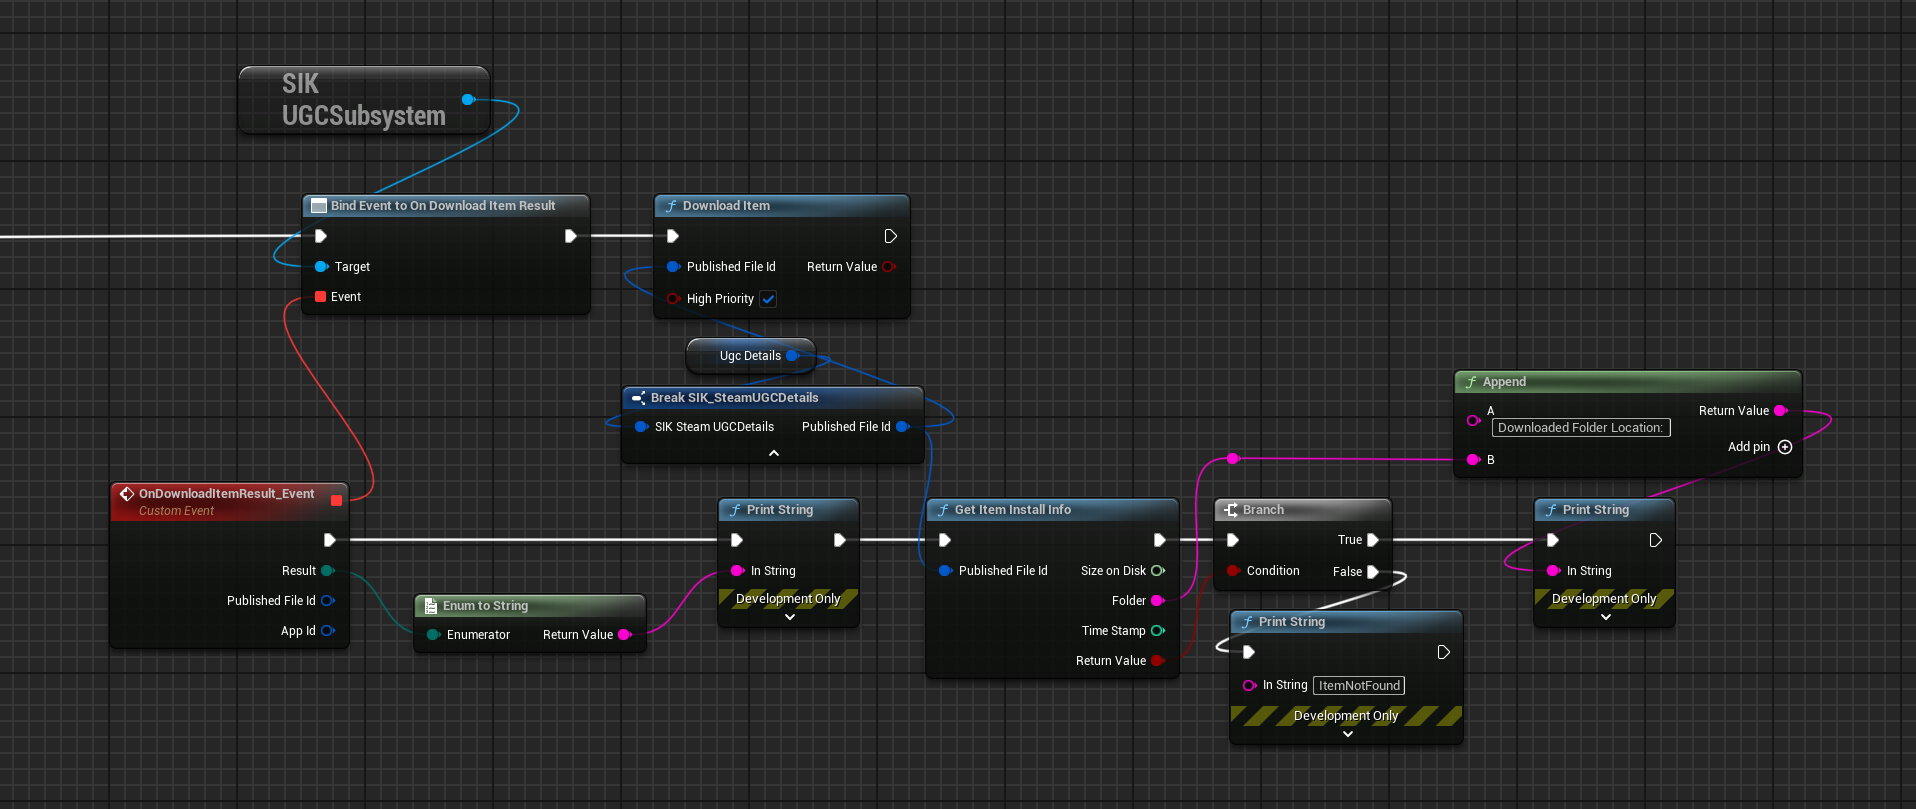 SIK
UGCSubsystem
Bind Event to On Download Item Result
Target
Event
Download Item
Published File Id
Return Value
High Priority
Ugc Details
Break SIK_SteamUGCDetails
SIK Steam UGCDetails
Published File Id
OnDownloadItemResult_Event
Custom Event
Result
Published File Id
App Id
Enum to String
Enumerator
Return Value
Print String
In String
Development Only
Get Item Install Info
Published File Id
Size on Disk
Folder
Time Stamp
Return Value
Branch
Condition
True
False
Print String
In String
ItemNotFound
Development Only
Append
A
Downloaded Folder Location:
B
Return Value
Add pin
Print String
In String
Development Only